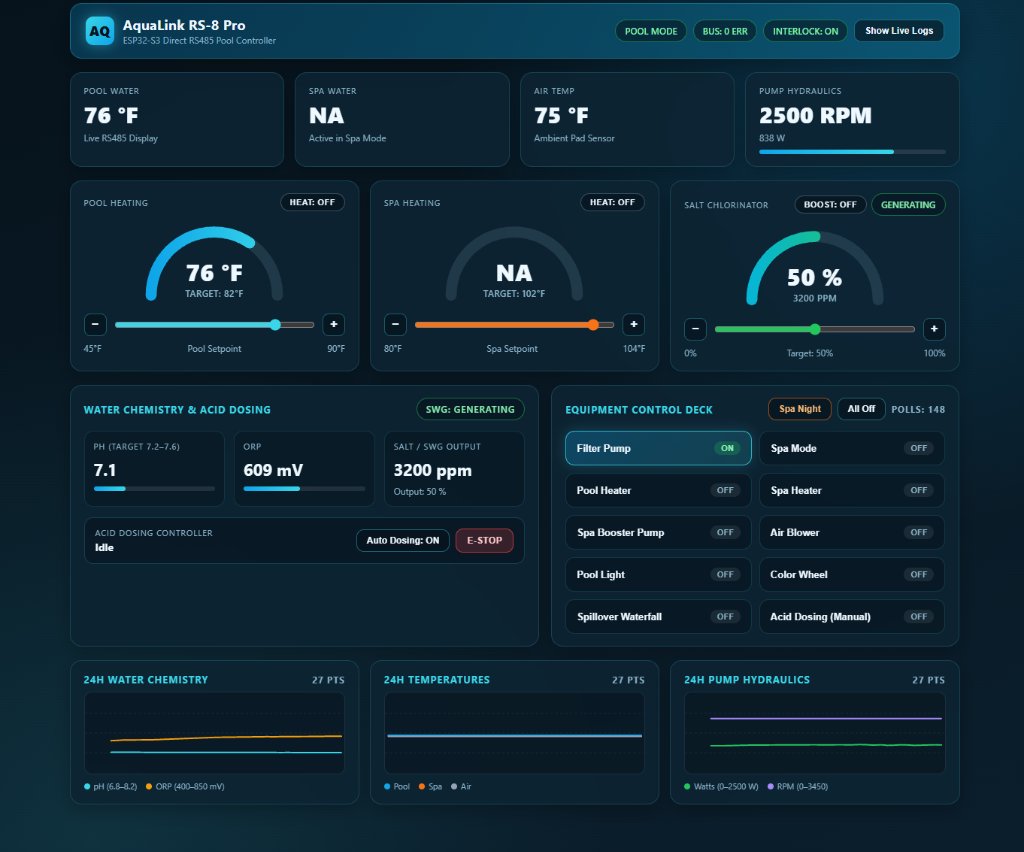 AQ
AquaLink RS-8 Pro
ESP32-S3 Direct RS485 Pool Controller
POOL MODE
BUS: 0 ERR
INTERLOCK: ON
Show Live Logs
POOL WATER
76 °F
Live RS485 Display
SPA WATER
NA
Active in Spa Mode
AIR TEMP
75 °F
Ambient Pad Sensor
PUMP HYDRAULICS
2500 RPM
838 W
POOL HEATING
HEAT: OFF
76 °F
TARGET: 82°F
−
+
45°F
Pool Setpoint
90°F
SPA HEATING
HEAT: OFF
NA
TARGET: 102°F
−
+
80°F
Spa Setpoint
104°F
SALT CHLORINATOR
BOOST: OFF
GENERATING
50 %
3200 PPM
−
+
0%
Target: 50%
100%
WATER CHEMISTRY & ACID DOSING
SWG: GENERATING
PH (TARGET 7.2–7.6)
7.1
ORP
609 mV
SALT / SWG OUTPUT
3200 ppm
Output: 50 %
ACID DOSING CONTROLLER
Idle
Auto Dosing: ON
E-STOP
EQUIPMENT CONTROL DECK
Spa Night
All Off
POLLS: 148
Filter Pump
ON
Spa Mode
OFF
Pool Heater
OFF
Spa Heater
OFF
Spa Booster Pump
OFF
Air Blower
OFF
Pool Light
OFF
Color Wheel
OFF
Spillover Waterfall
OFF
Acid Dosing (Manual)
OFF
24H WATER CHEMISTRY
27 PTS
pH (6.8–8.2)
ORP (400–850 mV)
24H TEMPERATURES
27 PTS
Pool
Spa
Air
24H PUMP HYDRAULICS
27 PTS
Watts (0–2500 W)
RPM (0–3450)